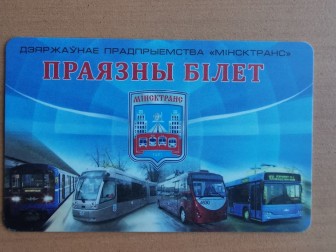 ДЗЯРЖАЎНАЕ ПРАДПРЫЕМСТВА «МІНСКТРАНС»
ПРАЯЗНЫ БІЛЕТ
МІНСКТРАНС